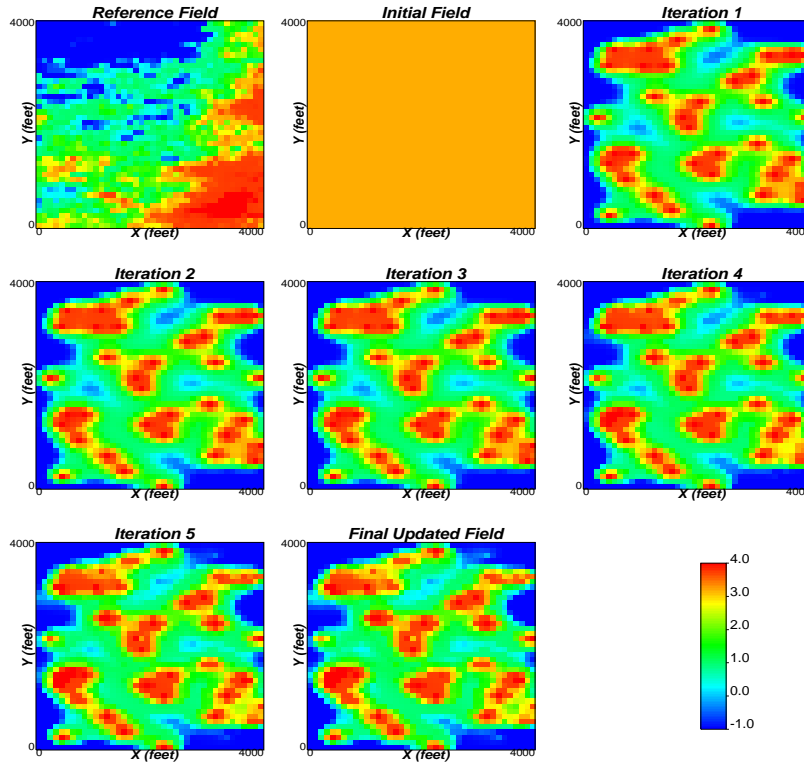 Reference Field
Initial Field
Iteration 1
4000
Y (feet)
0
0
X (feet)
4000
4000
Y (feet)
0
0
X (feet)
4000
4000
Y (feet)
0
0
X (feet)
4000
Iteration 2
Iteration 3
Iteration 4
4000
Y (feet)
0
0
X (feet)
4000
4000
Y (feet)
0
0
X (feet)
4000
4000
Y (feet)
0
0
X (feet)
4000
Iteration 5
Final Updated Field
4000
Y (feet)
0
0
X (feet)
4000
4000
Y (feet)
0
0
X (feet)
4000
4.0
3.0
2.0
1.0
0.0
-1.0